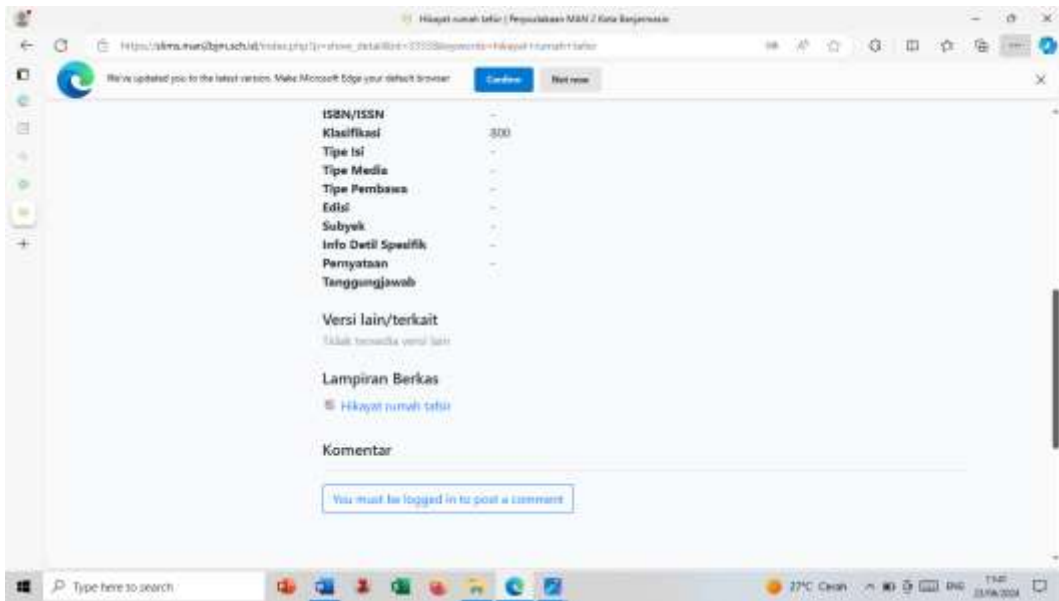 Hikayat rumah tafsir | Perpustakaan MAN 2 Kota Banjarmasin
We've updated you to the latest version. Make Microsoft Edge your default browser
Confirm
Not now
ISBN/ISSN -
Klasifikasi 800
Tipe Isi -
Tipe Media -
Tipe Pembawa -
Edisi -
Subyek -
Info Detil Spesifik -
Pernyataan -
Tanggungjawab
Versi lain/terkait
Tidak tersedia versi lain
Lampiran Berkas
Hikayat rumah tafsir
Komentar
You must be logged in to post a comment
Type here to search
27°C Cerah
ENG